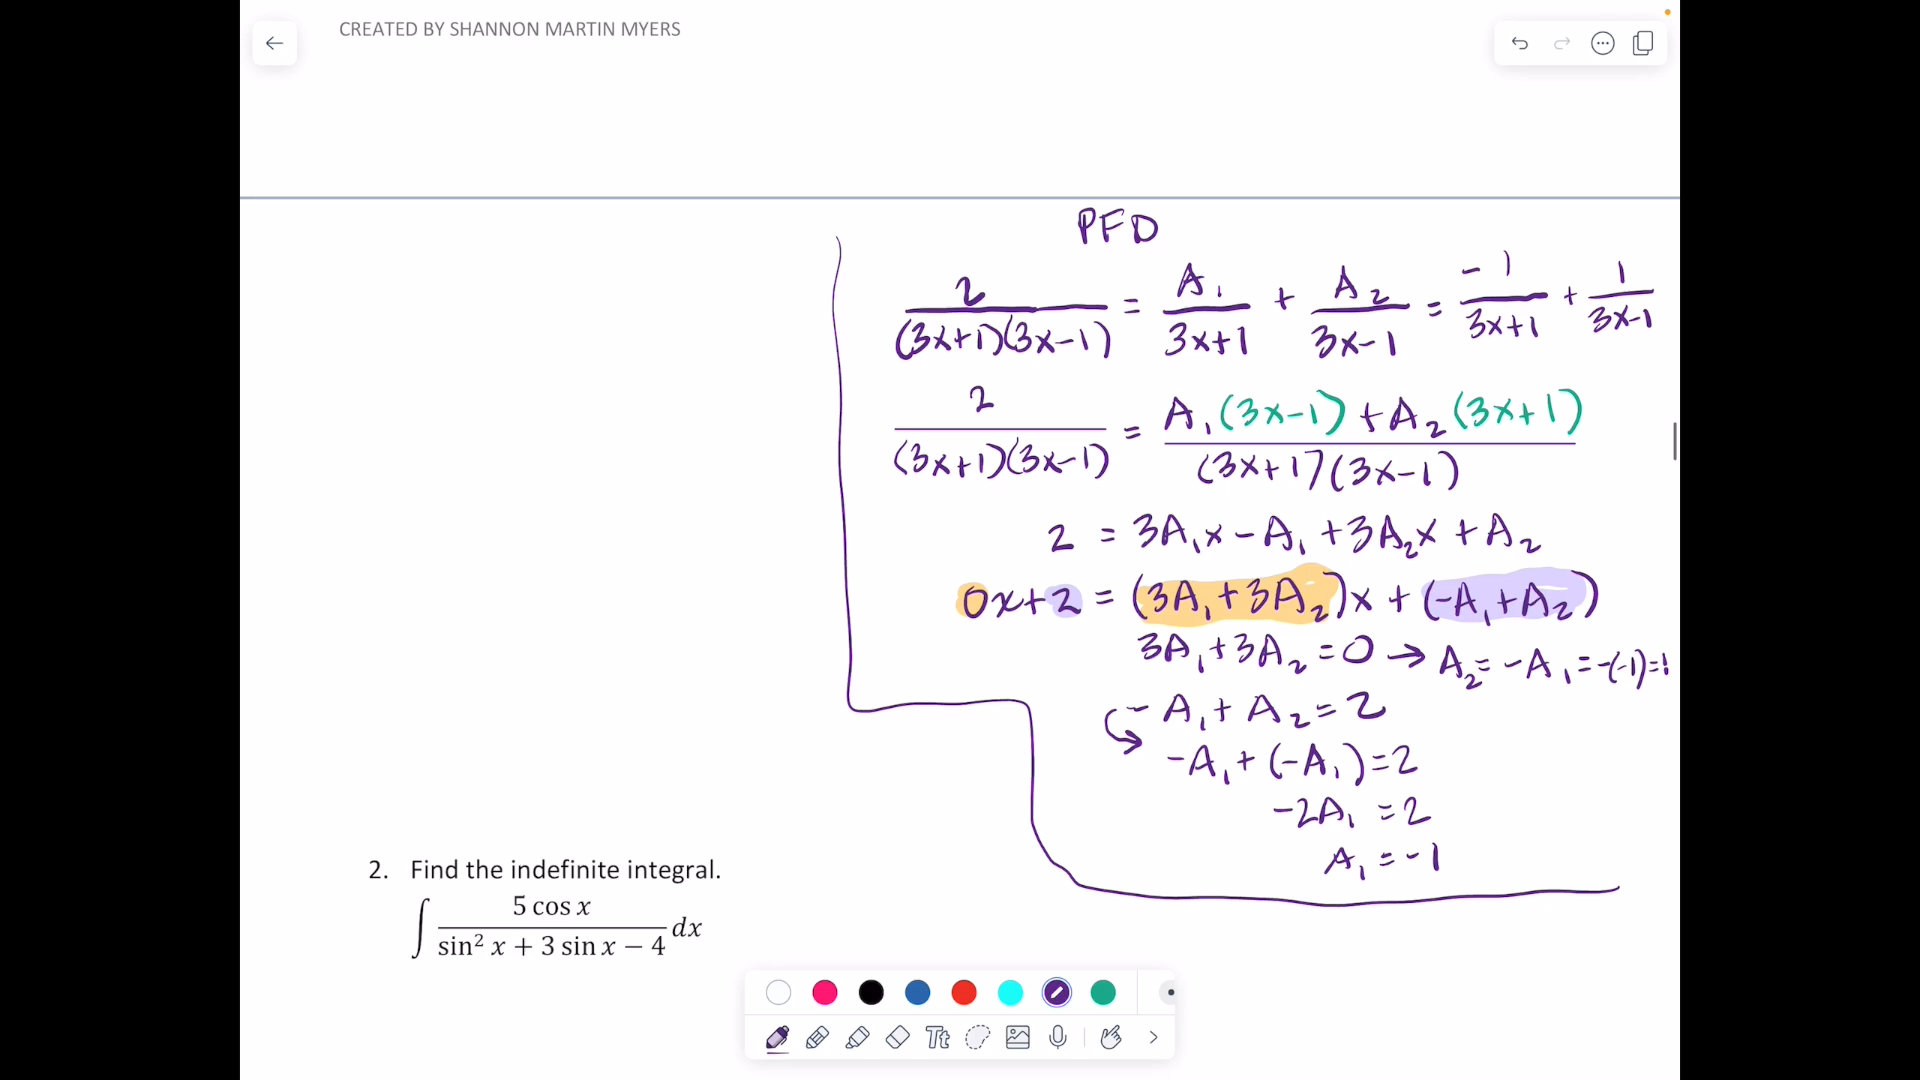 CREATED BY SHANNON MARTIN MYERS
PFD
2/((3x+1)(3x-1)) = A₁/(3x+1) + A₂/(3x-1) = -1/(3x+1) + 1/(3x-1)
2/((3x+1)(3x-1)) = (A₁(3x-1) + A₂(3x+1))/((3x+1)(3x-1))
2 = 3A₁x - A₁ + 3A₂x + A₂
0x+2 = (3A₁+3A₂)x + (-A₁+A₂)
3A₁+3A₂=0 → A₂=-A₁=-(-1)=1
-A₁+A₂=2
-A₁+(-A₁)=2
-2A₁=2
A₁=-1
2. Find the indefinite integral.
∫ (5 cos x)/(sin² x + 3 sin x − 4) dx
Tt